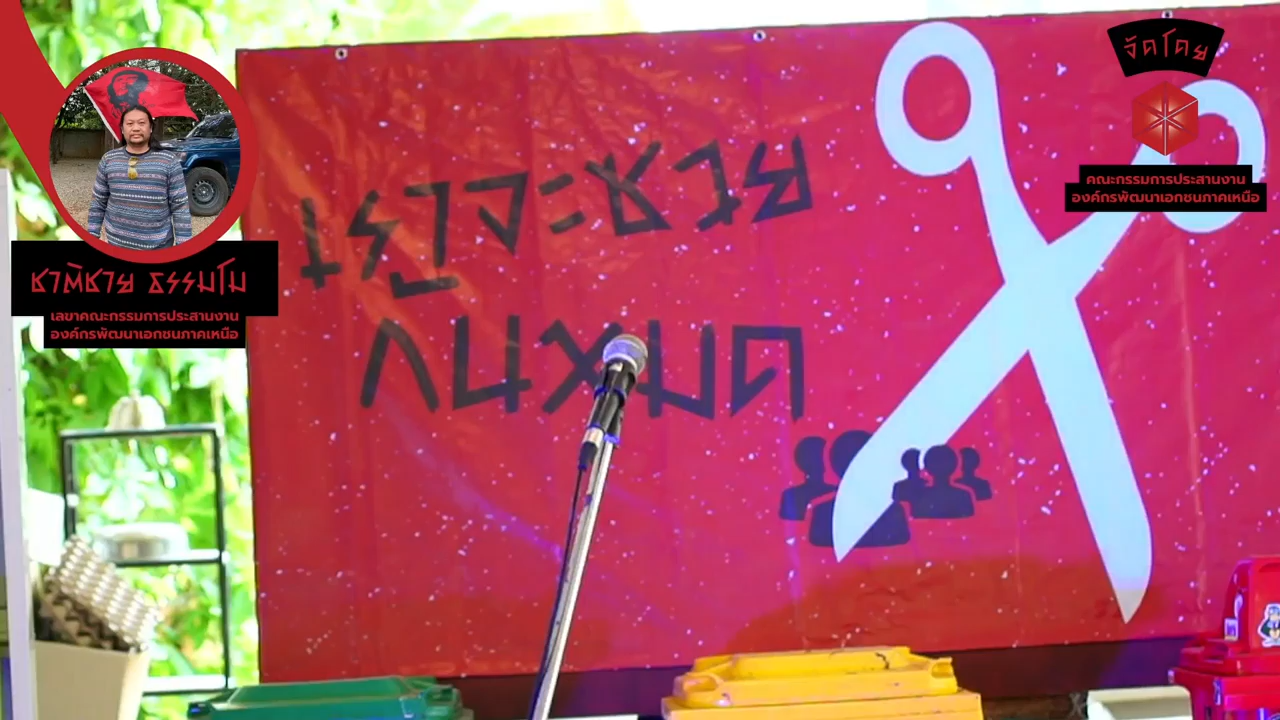 จัดโดย
คณะกรรมการประสานงาน
องค์กรพัฒนาเอกชนภาคเหนือ
จะชวย
กนหมด
ชาติชาย ธรรมโม
เลขาคณะกรรมการประสานงาน
องค์กรพัฒนาเอกชนภาคเหนือ